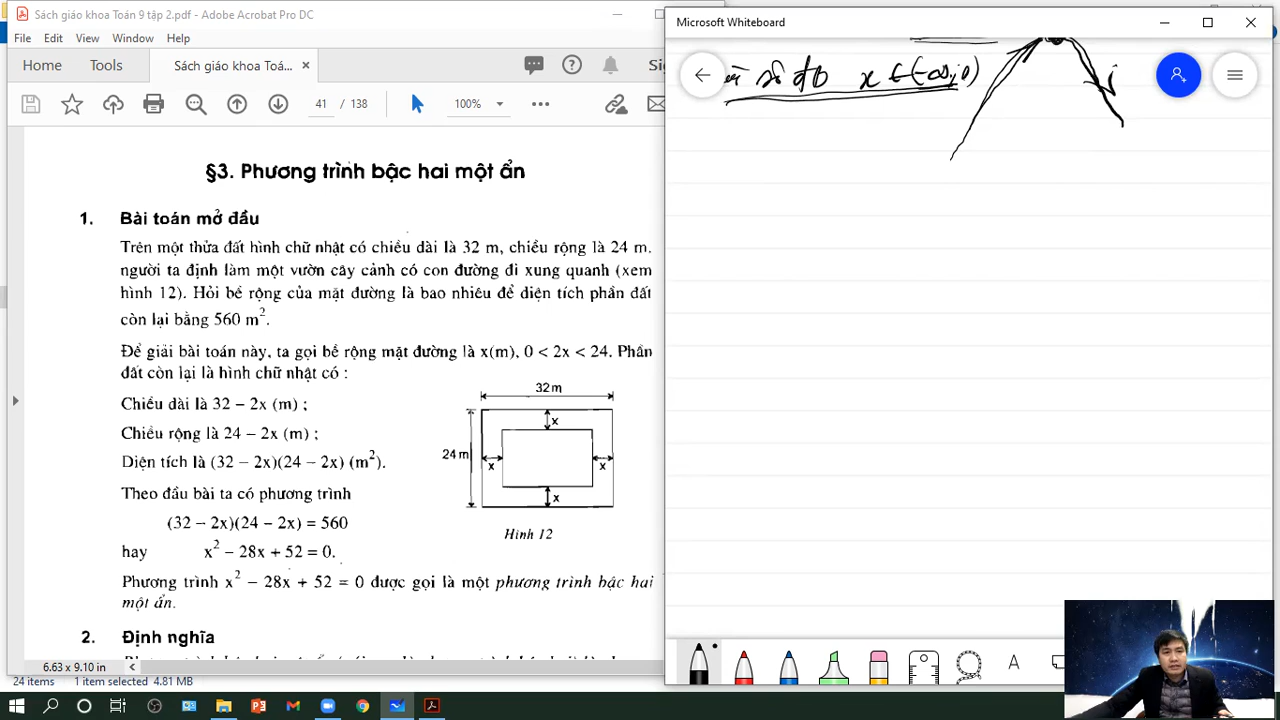 Sách giáo khoa Toán 9 tập 2.pdf - Adobe Acrobat Pro DC
File Edit View Window Help
Home Tools Sách giáo khoa Toá... ×
41 / 138 100%
§3. Phương trình bậc hai một ẩn
1. Bài toán mở đầu
Trên một thửa đất hình chữ nhật có chiều dài là 32 m, chiều rộng là 24 m.
người ta định làm một vườn cây cảnh có con đường đi xung quanh (xem
hình 12). Hỏi bề rộng của mặt đường là bao nhiêu để diện tích phần đất
còn lại bằng 560 m².
Để giải bài toán này, ta gọi bề rộng mặt đường là x(m), 0 < 2x < 24. Phần
đất còn lại là hình chữ nhật có :
Chiều dài là 32 – 2x (m) ;
Chiều rộng là 24 – 2x (m) ;
Diện tích là (32 – 2x)(24 – 2x) (m²).
Theo đầu bài ta có phương trình
(32 – 2x)(24 – 2x) = 560
hay x² – 28x + 52 = 0.
32 m
x
24 m
x
x
x
Hình 12
Phương trình x² – 28x + 52 = 0 được gọi là một phương trình bậc hai
một ẩn.
2. Định nghĩa
6.63 x 9.10 in
24 items 1 item selected 4.81 MB
Microsoft Whiteboard
số đb x ∈ (-∞; 0)
A